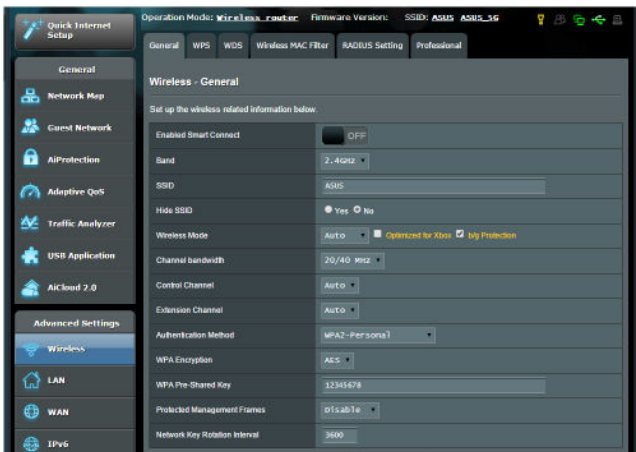 Quick Internet Setup
Operation Mode: Wireless router Firmware Version: SSID: ASUS ASUS_5G
General WPS WDS Wireless MAC Filter RADIUS Setting Professional
General
Network Map
Guest Network
AiProtection
Adaptive QoS
Traffic Analyzer
USB Application
AiCloud 2.0
Advanced Settings
Wireless
LAN
WAN
IPv6
Wireless - General
Set up the wireless related information below.
Enabled Smart Connect OFF
Band 2.4GHz
SSID ASUS
Hide SSID Yes No
Wireless Mode Auto Optimized for Xbox b/g Protection
Channel bandwidth 20/40 MHz
Control Channel Auto
Extension Channel Auto
Authentication Method WPA2-Personal
WPA Encryption AES
WPA Pre-Shared Key 12345678
Protected Management Frames Disable
Network Key Rotation Interval 3600